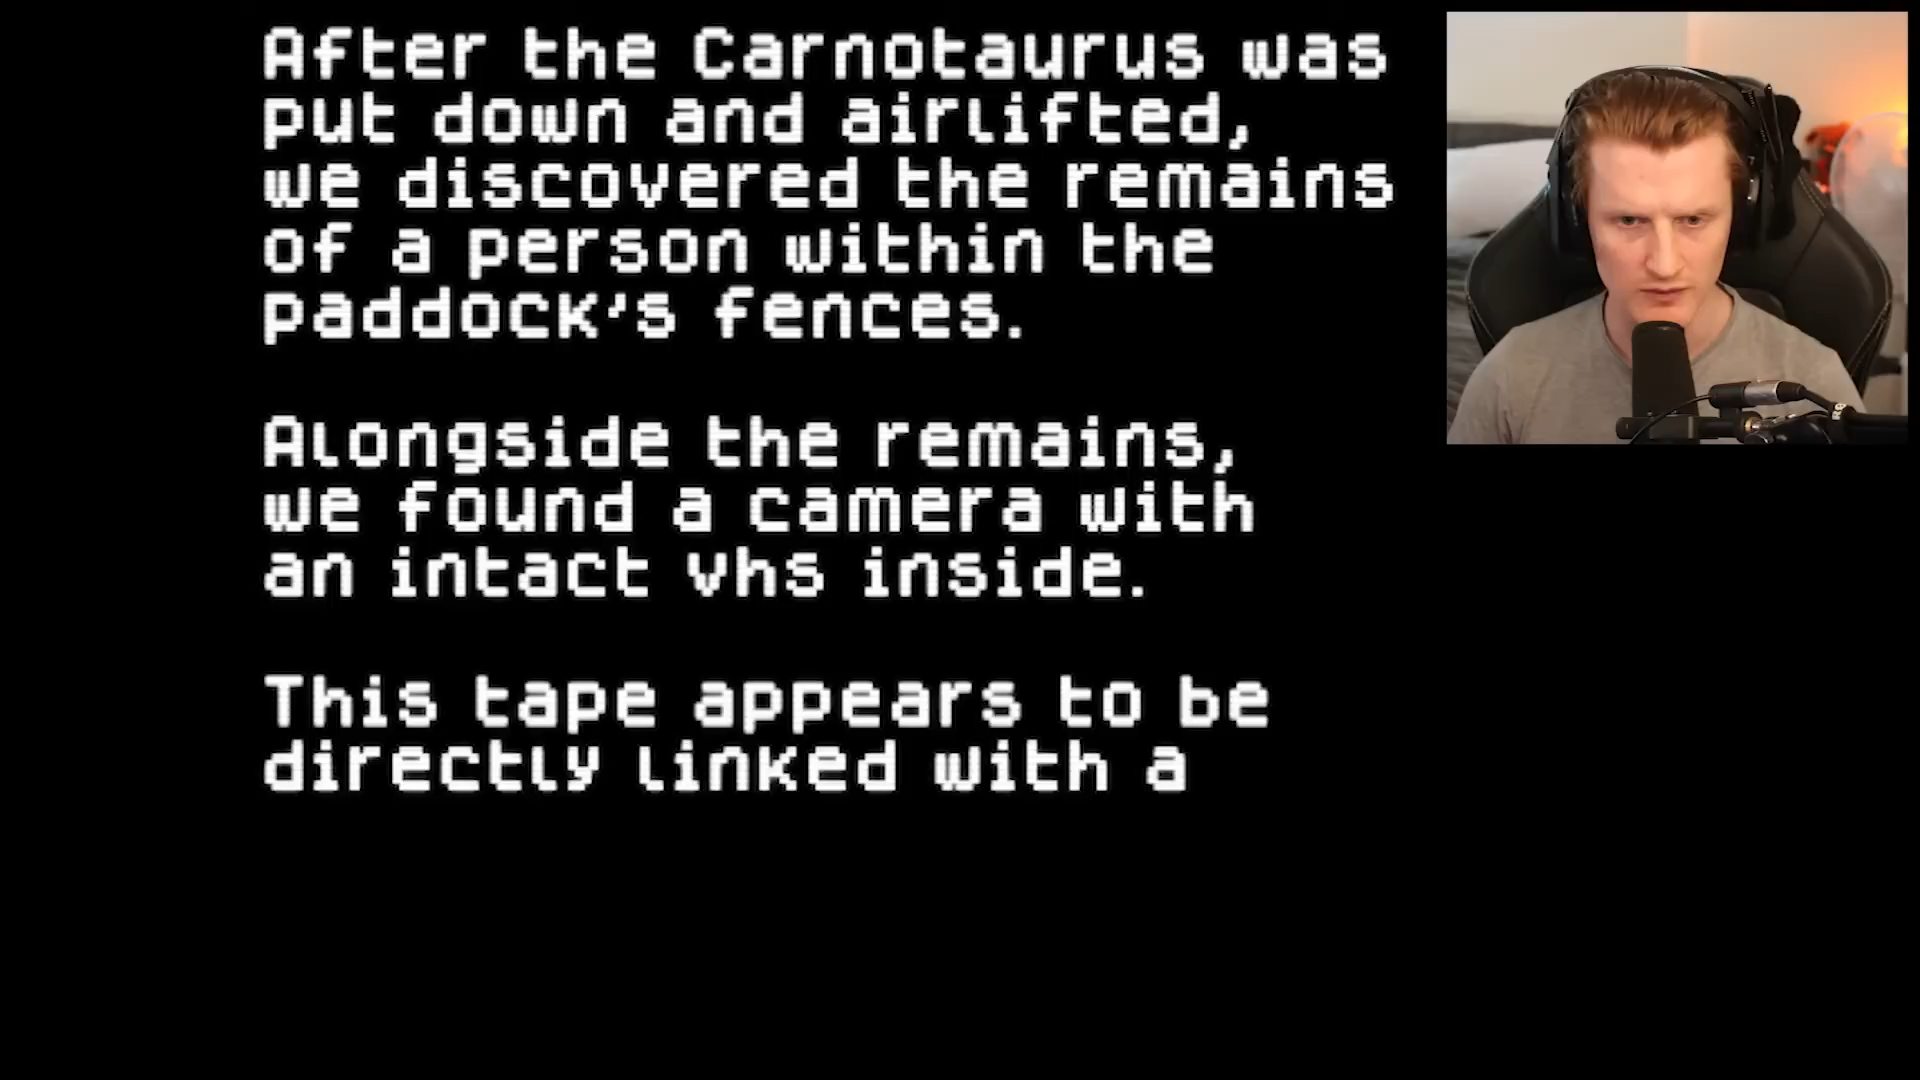 After the Carnotaurus was
put down and airlifted,
we discovered the remains
of a person within the
paddock's fences.
Alongside the remains,
we found a camera with
an intact vhs inside.
This tape appears to be
directly linked with a